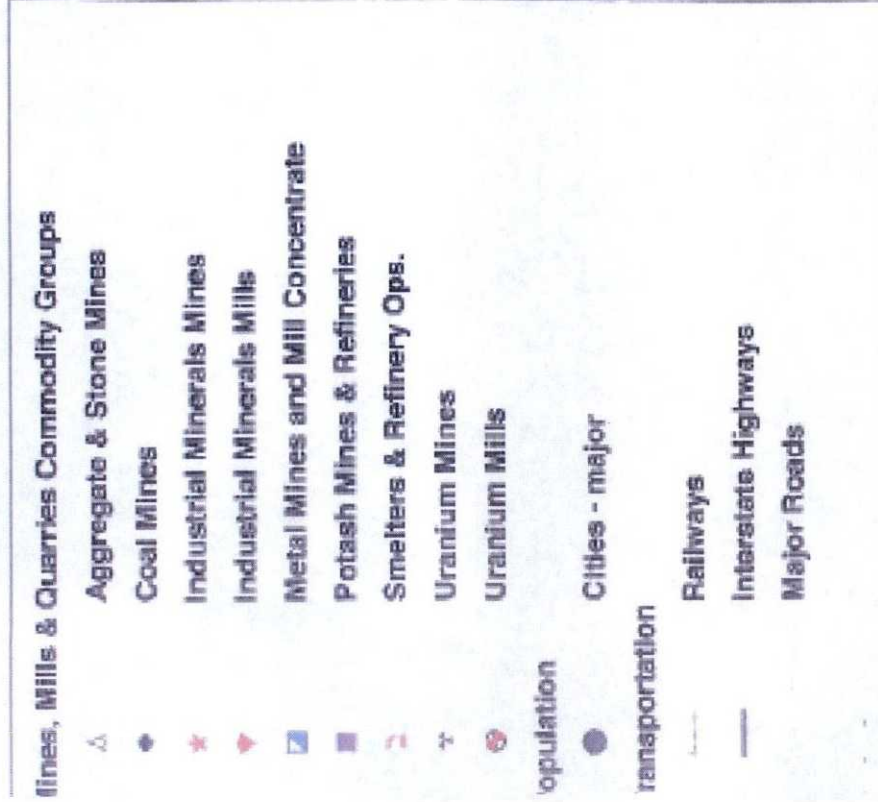 lines, Mills & Quarries Commodity Groups
Aggregate & Stone Mines
Coal Mines
Industrial Minerals Mines
Industrial Minerals Mills
Metal Mines and Mill Concentrate
Potash Mines & Refineries
Smelters & Refinery Ops.
Uranium Mines
Uranium Mills
opulation
Cities - major
ransportation
Railways
Interstate Highways
Major Roads